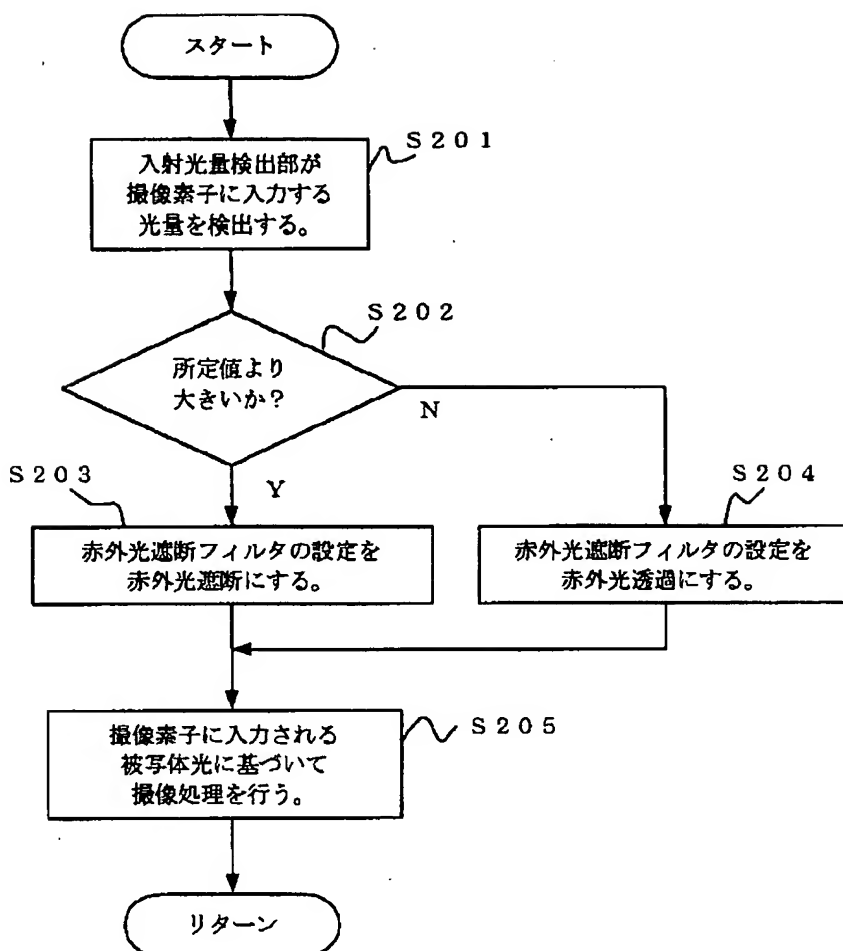 スタート
S201
入射光量検出部が
撮像素子に入力する
光量を検出する。
S202
所定値より
大きいか?
N
Y
S203
赤外光遮断フィルタの設定を
赤外光遮断にする。
S204
赤外光遮断フィルタの設定を
赤外光透過にする。
S205
撮像素子に入力される
被写体光に基づいて
撮像処理を行う。
リターン